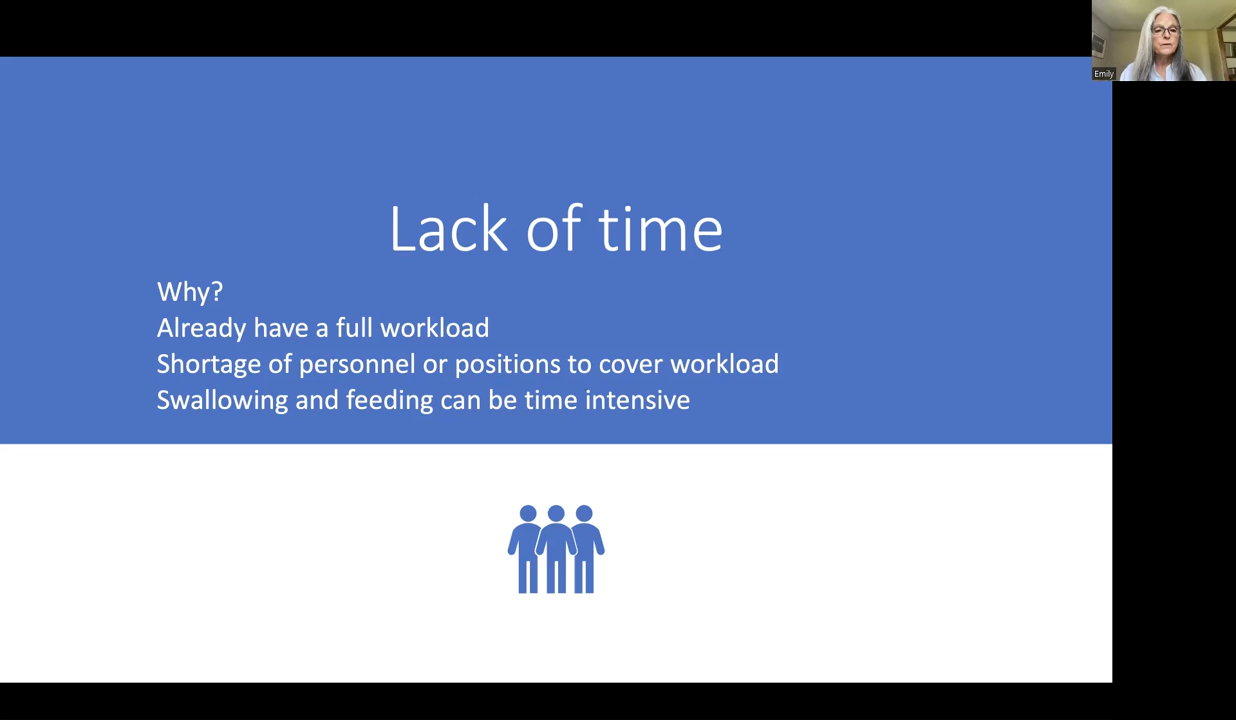 Emily
Lack of time
Why?
Already have a full workload
Shortage of personnel or positions to cover workload
Swallowing and feeding can be time intensive